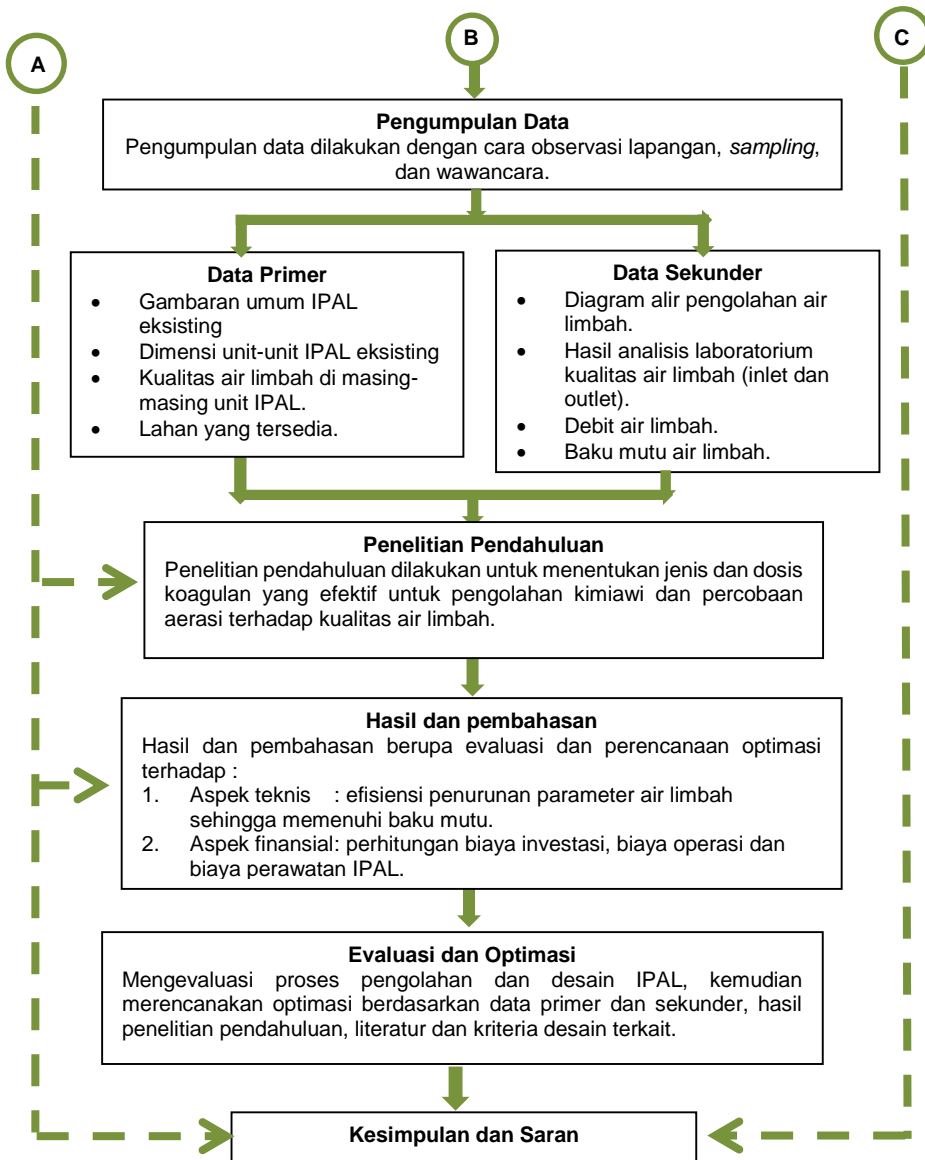 A
B
C
Pengumpulan Data
Pengumpulan data dilakukan dengan cara observasi lapangan, sampling,
dan wawancara.
Data Primer
• Gambaran umum IPAL
eksisting
• Dimensi unit-unit IPAL eksisting
• Kualitas air limbah di masing-
masing unit IPAL.
• Lahan yang tersedia.
Data Sekunder
• Diagram alir pengolahan air
limbah.
• Hasil analisis laboratorium
kualitas air limbah (inlet dan
outlet).
• Debit air limbah.
• Baku mutu air limbah.
Penelitian Pendahuluan
Penelitian pendahuluan dilakukan untuk menentukan jenis dan dosis
koagulan yang efektif untuk pengolahan kimiawi dan percobaan
aerasi terhadap kualitas air limbah.
Hasil dan pembahasan
Hasil dan pembahasan berupa evaluasi dan perencanaan optimasi
terhadap :
1. Aspek teknis : efisiensi penurunan parameter air limbah
sehingga memenuhi baku mutu.
2. Aspek finansial: perhitungan biaya investasi, biaya operasi dan
biaya perawatan IPAL.
Evaluasi dan Optimasi
Mengevaluasi proses pengolahan dan desain IPAL, kemudian
merencanakan optimasi berdasarkan data primer dan sekunder, hasil
penelitian pendahuluan, literatur dan kriteria desain terkait.
Kesimpulan dan Saran